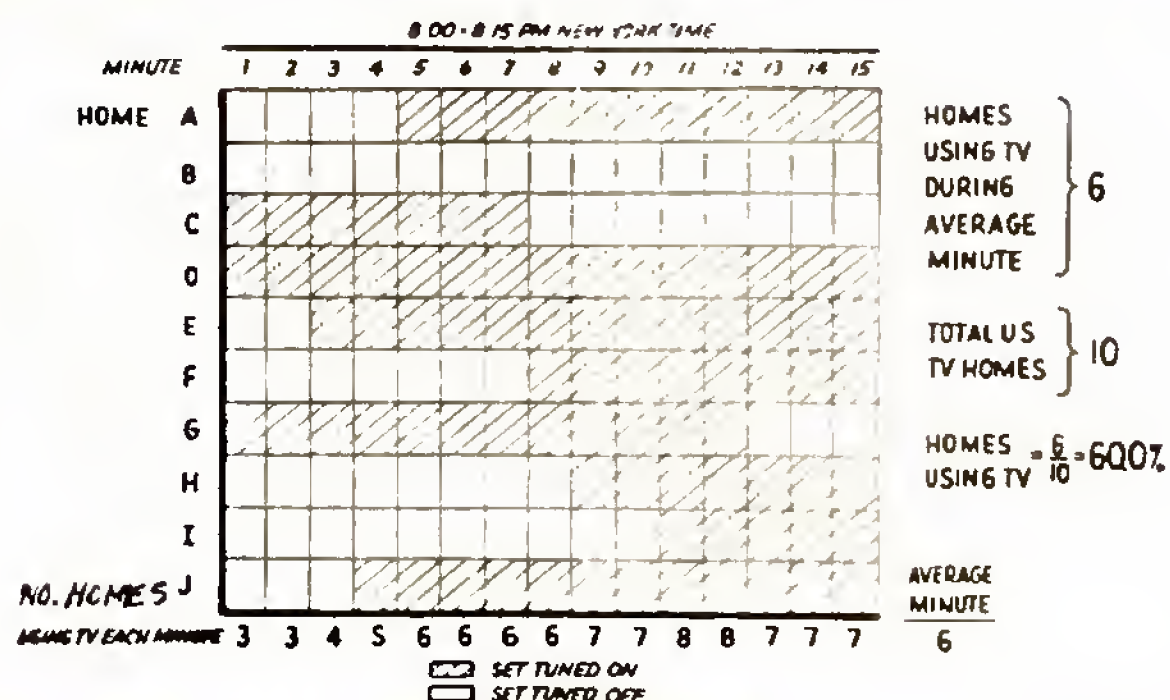 8 00 - 8 15 PM NEW YORK TIME
MINUTE 1 2 3 4 5 6 7 8 9 10 11 12 13 14 15
HOME A
B
C
D
E
F
G
H
I
J
NO. HOMES
USING TV EACH MINUTE 3 3 4 5 6 6 6 6 7 7 8 8 7 7 7
SET TUNED ON
SET TUNED OFF
HOMES
USING TV
DURING
AVERAGE
MINUTE
6
TOTAL US
TV HOMES
10
HOMES
USING TV = 6/10 = 60.0%
AVERAGE
MINUTE
6